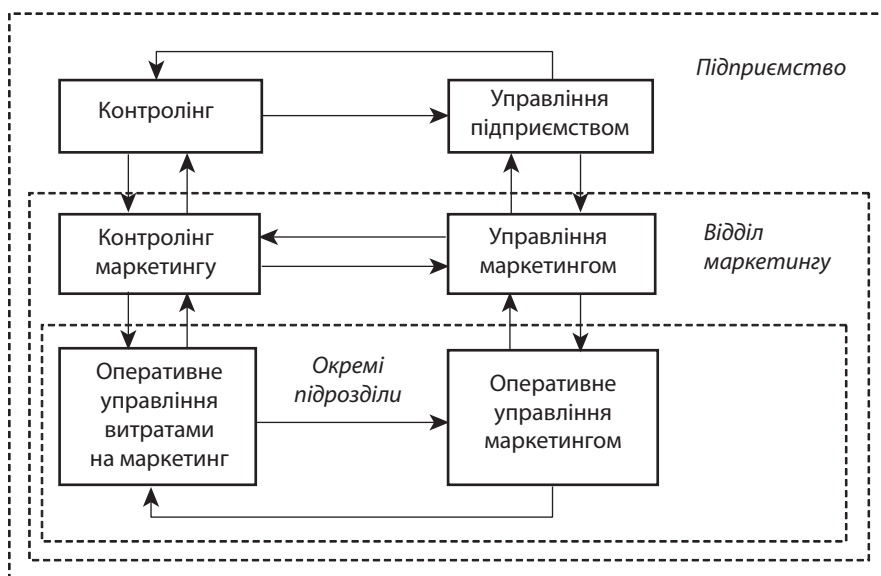 Підприємство
Контролінг
Управління
підприємством
Контролінг
маркетингу
Управління
маркетингом
Відділ
маркетингу
Оперативне
управління
витратами
на маркетинг
Окремі
підрозділи
Оперативне
управління
маркетингом